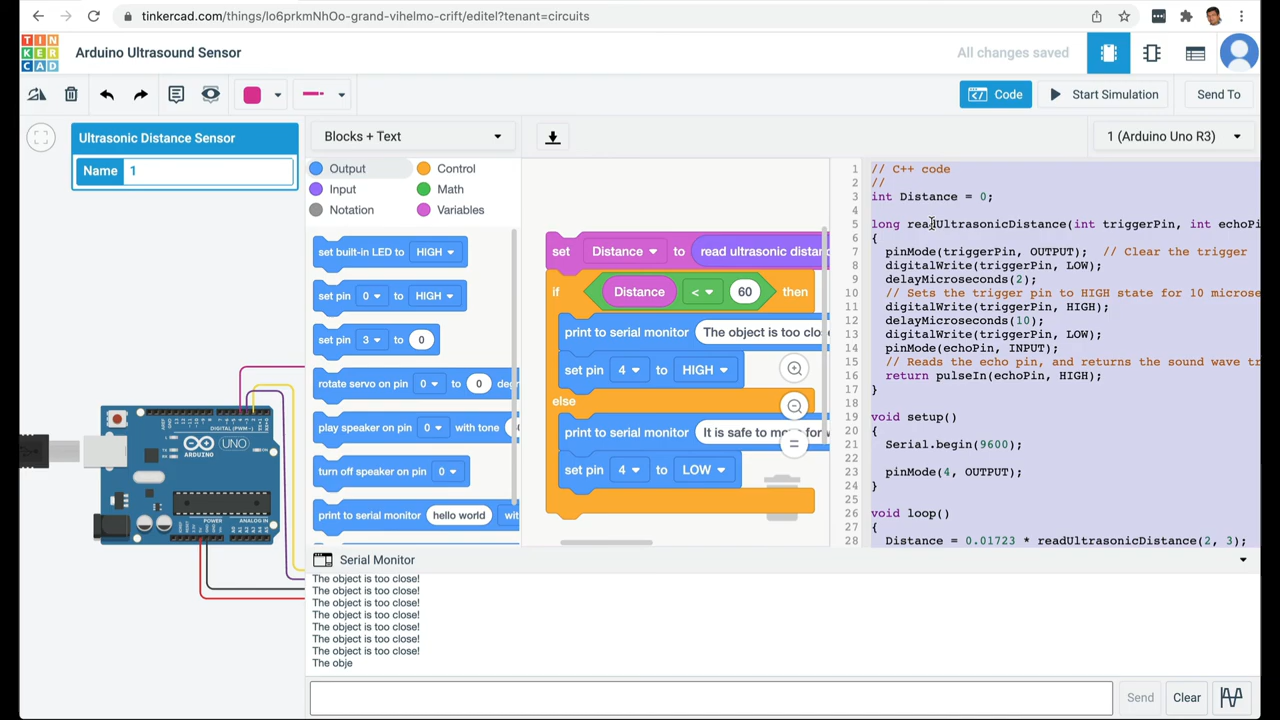 tinkercad.com/things/lo6prkmNhOo-grand-vihelmo-crift/editel?tenant=circuits
TIN
KER
CAD
Arduino Ultrasound Sensor
All changes saved
Code
Start Simulation
Send To
Ultrasonic Distance Sensor
Name 1
Blocks + Text
1 (Arduino Uno R3)
Output
Control
Input
Math
Notation
Variables
set built-in LED to HIGH
set pin 0 to HIGH
set pin 3 to 0
rotate servo on pin 0 to 0 deg
play speaker on pin 0 with tone
turn off speaker on pin 0
print to serial monitor hello world wit
set Distance to read ultrasonic distan
if Distance < 60 then
print to serial monitor The object is too clo
set pin 4 to HIGH
else
print to serial monitor It is safe to
set pin 4 to LOW
1 // C++ code
2 //
3 int Distance = 0;
4
5 long readUltrasonicDistance(int triggerPin, int echoPi
6 {
7 pinMode(triggerPin, OUTPUT); // Clear the trigger
8 digitalWrite(triggerPin, LOW);
9 delayMicroseconds(2);
10 // Sets the trigger pin to HIGH state for 10 microse
11 digitalWrite(triggerPin, HIGH);
12 delayMicroseconds(10);
13 digitalWrite(triggerPin, LOW);
14 pinMode(echoPin, INPUT);
15 // Reads the echo pin, and returns the sound wave tr
16 return pulseIn(echoPin, HIGH);
17 }
18
19 void setup()
20 {
21 Serial.begin(9600);
22
23 pinMode(4, OUTPUT);
24 }
25
26 void loop()
27 {
28 Distance = 0.01723 * readUltrasonicDistance(2, 3);
DIGITAL (PWM~)
ARDUINO
UNO
POWER
ANALOG IN
Serial Monitor
The object is too close!
The object is too close!
The object is too close!
The object is too close!
The object is too close!
The object is too close!
The object is too close!
The obje
Send
Clear